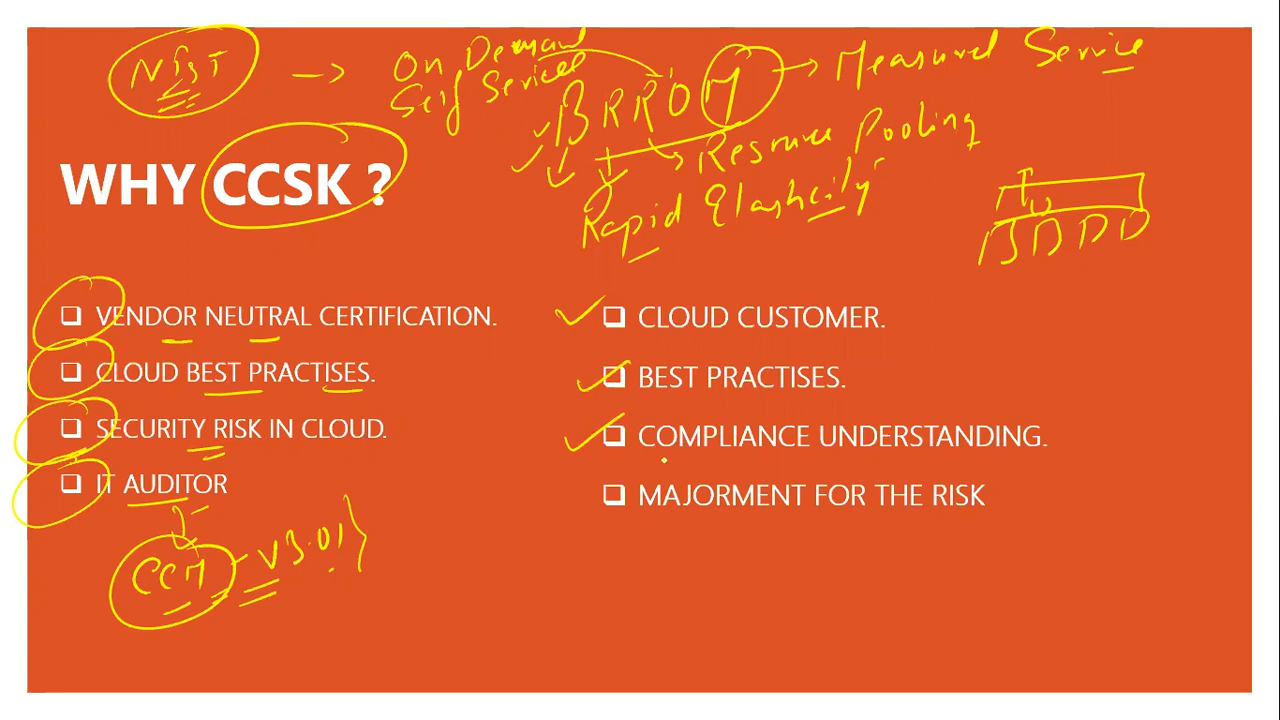 NIST → On Demand
Self Services
BRROM → Measured Service
Resource Pooling
Rapid Elasticity
WHY CCSK ?
❑ VENDOR NEUTRAL CERTIFICATION.
❑ CLOUD BEST PRACTISES.
❑ SECURITY RISK IN CLOUD.
❑ IT AUDITOR
CCM - V3.01
❑ CLOUD CUSTOMER.
❑ BEST PRACTISES.
❑ COMPLIANCE UNDERSTANDING.
❑ MAJORMENT FOR THE RISK